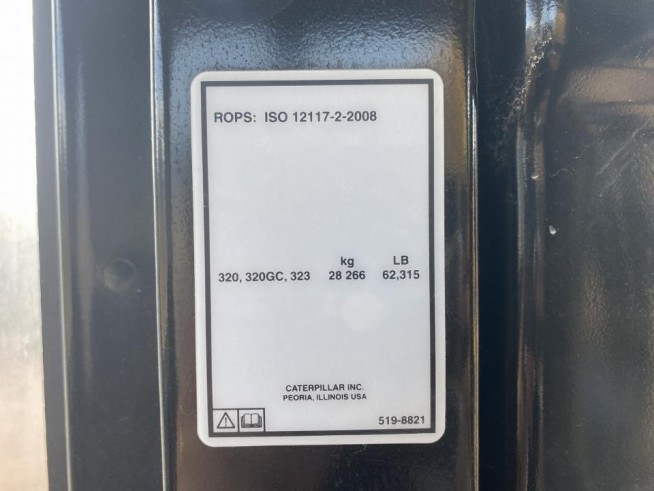 ROPS: ISO 12117-2-2008
kg LB
320, 320GC, 323 28 266 62,315
CATERPILLAR INC.
PEORIA, ILLINOIS USA
519-8821